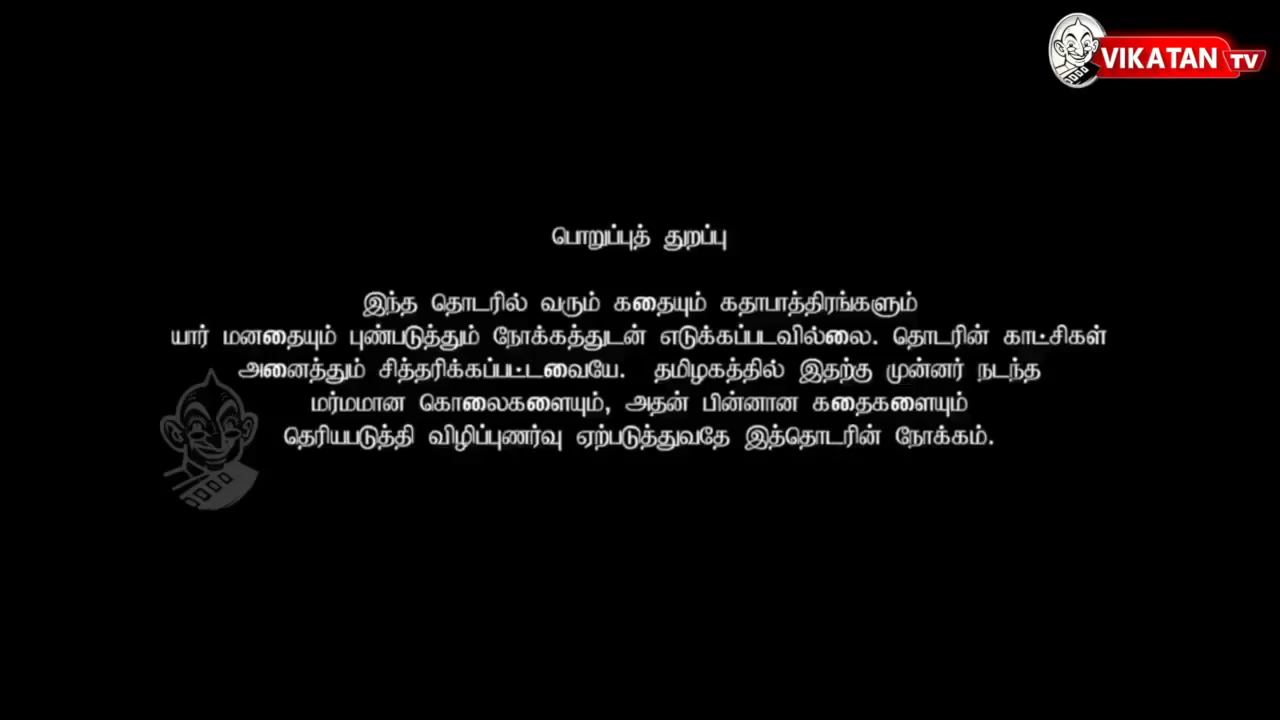 VIKATAN TV
பொறுப்புத் துறப்பு
இந்த தொடரில் வரும் கதையும் கதாபாத்திரங்களும்
யார் மனதையும் புண்படுத்தும் நோக்கத்துடன் எடுக்கப்படவில்லை. தொடரின் காட்சிகள்
அனைத்தும் சித்தரிக்கப்பட்டவையே. தமிழகத்தில் இதற்கு முன்னர் நடந்த
மர்மமான கொலைகளையும், அதன் பின்னான கதைகளையும்
தெரியபடுத்தி விழிப்புணர்வு ஏற்படுத்துவதே இத்தொடரின் நோக்கம்.